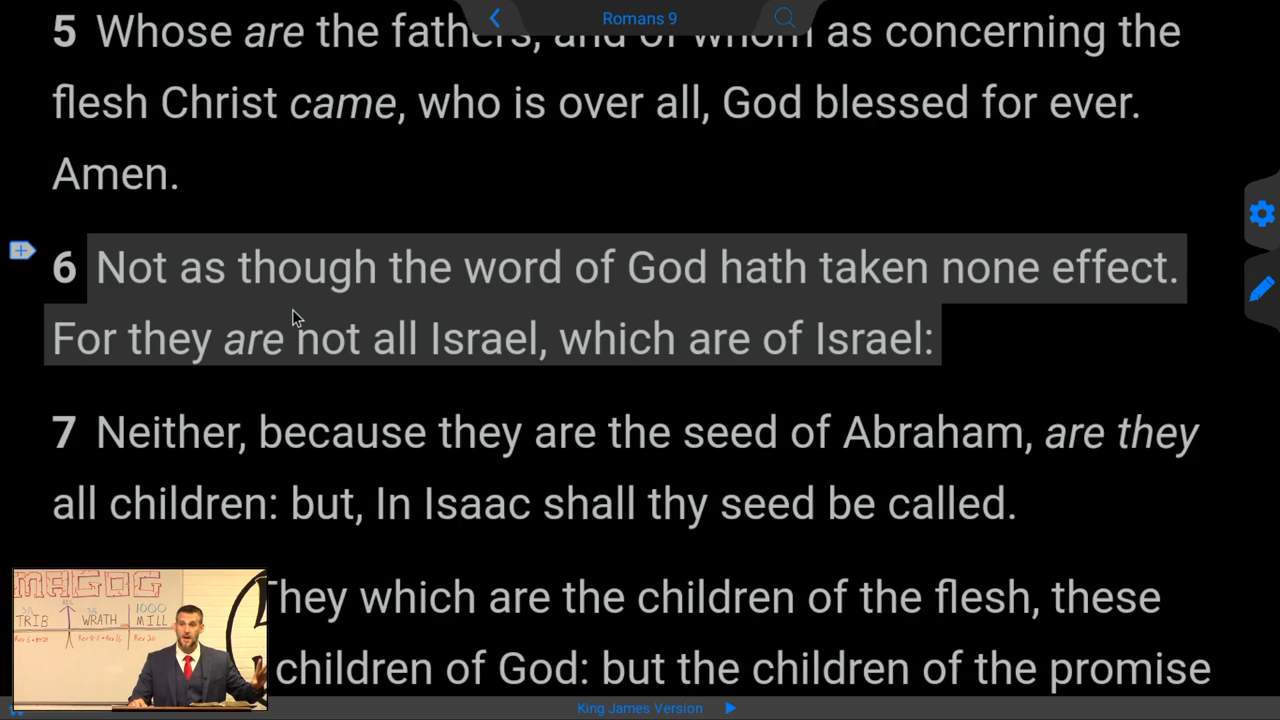 Romans 9
5 Whose are the fathers, and of whom as concerning the
flesh Christ came, who is over all, God blessed for ever.
Amen.
6 Not as though the word of God hath taken none effect.
For they are not all Israel, which are of Israel:
7 Neither, because they are the seed of Abraham, are they
all children: but, In Isaac shall thy seed be called.
They which are the children of the flesh, these
children of God: but the children of the promise
MAGOG
TRIB WRATH 1000
MILL
King James Version